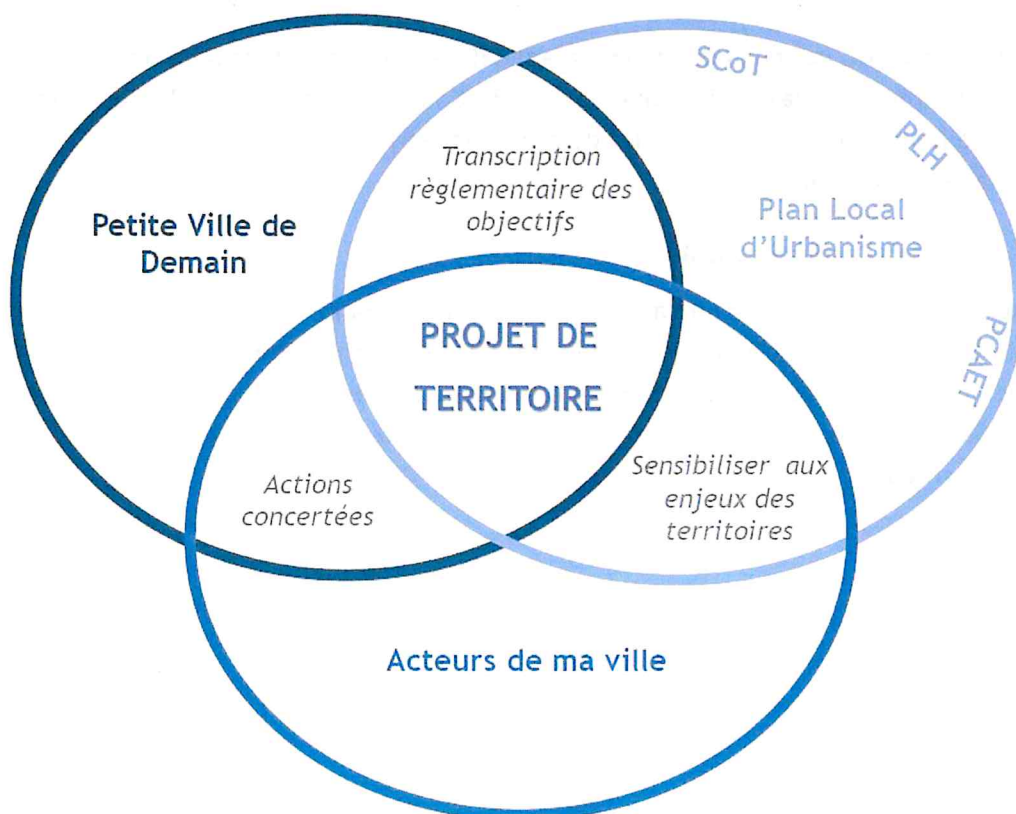 SCoT
PLH
PCAET
Transcription
règlementaire des
objectifs
Petite Ville de
Demain
Plan Local
d'Urbanisme
PROJET DE
TERRITOIRE
Actions
concertées
Sensibiliser aux
enjeux des
territoires
Acteurs de ma ville